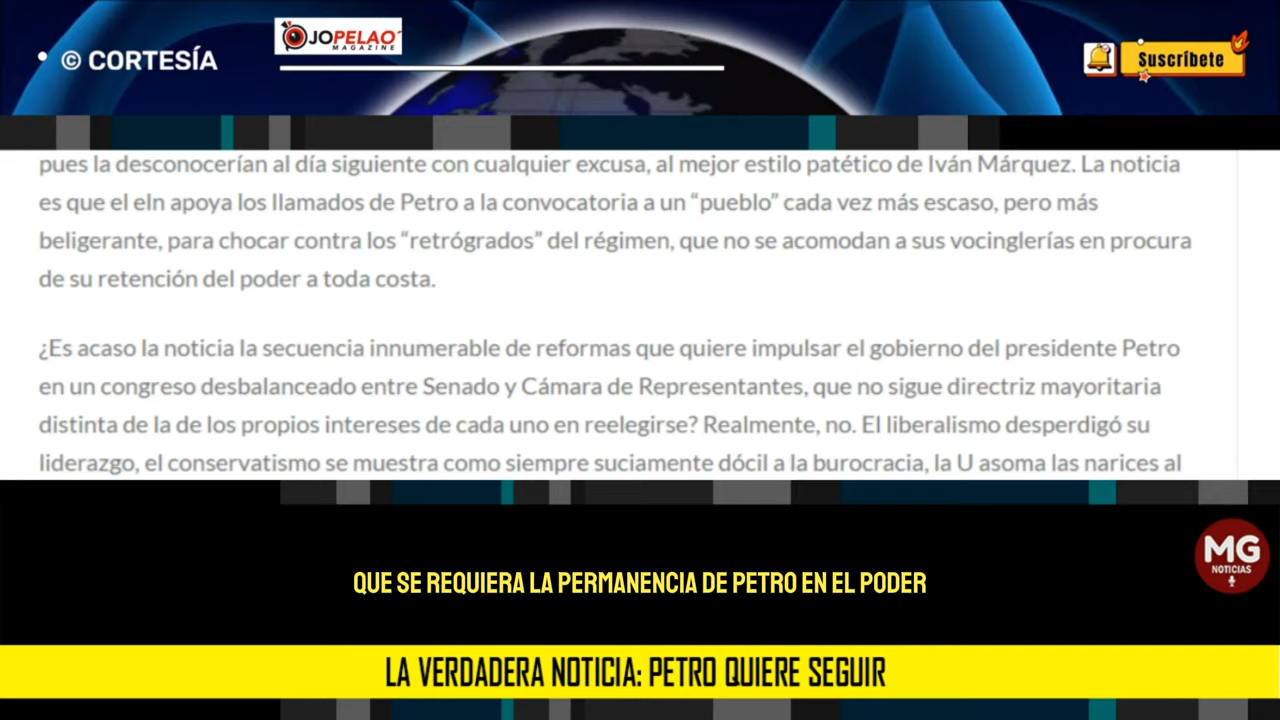 © CORTESÍA
OJOPELAO´
MAGAZINE
Suscríbete
pues la desconocerían al día siguiente con cualquier excusa, al mejor estilo patético de Iván Márquez. La noticia
es que el eln apoya los llamados de Petro a la convocatoria a un “pueblo” cada vez más escaso, pero más
beligerante, para chocar contra los “retrógrados” del régimen, que no se acomodan a sus vocinglerías en procura
de su retención del poder a toda costa.
¿Es acaso la noticia la secuencia innumerable de reformas que quiere impulsar el gobierno del presidente Petro
en un congreso desbalanceado entre Senado y Cámara de Representantes, que no sigue directriz mayoritaria
distinta de la de los propios intereses de cada uno en reelegirse? Realmente, no. El liberalismo desperdigó su
liderazgo, el conservatismo se muestra como siempre suciamente dócil a la burocracia, la U asoma las narices al
MG
NOTICIAS
QUE SE REQUIERA LA PERMANENCIA DE PETRO EN EL PODER
LA VERDADERA NOTICIA: PETRO QUIERE SEGUIR